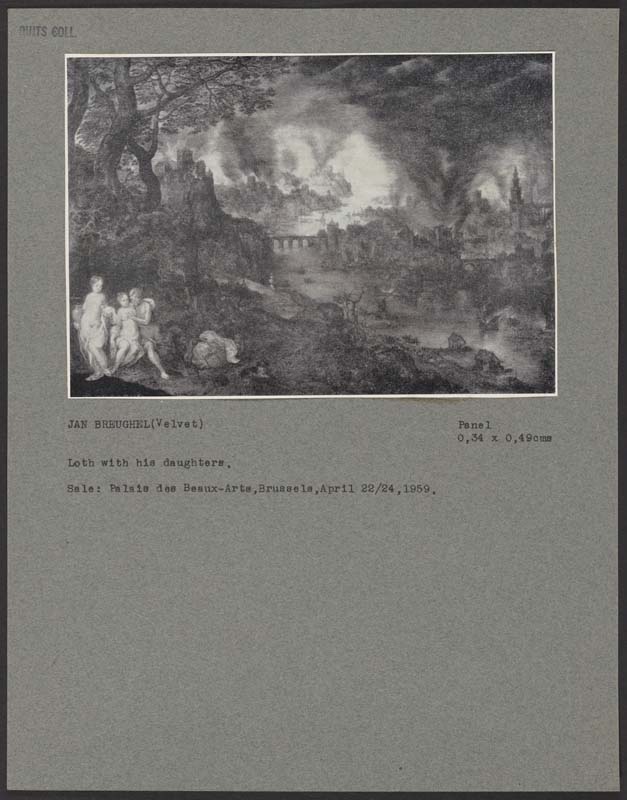 COLL.
JAN BREUGHEL(Velvet)
Panel
0,34 x 0,49cms
Loth with his daughters.
Sale: Palais des Beaux-Arts,Brussels,April 22/24,1959.